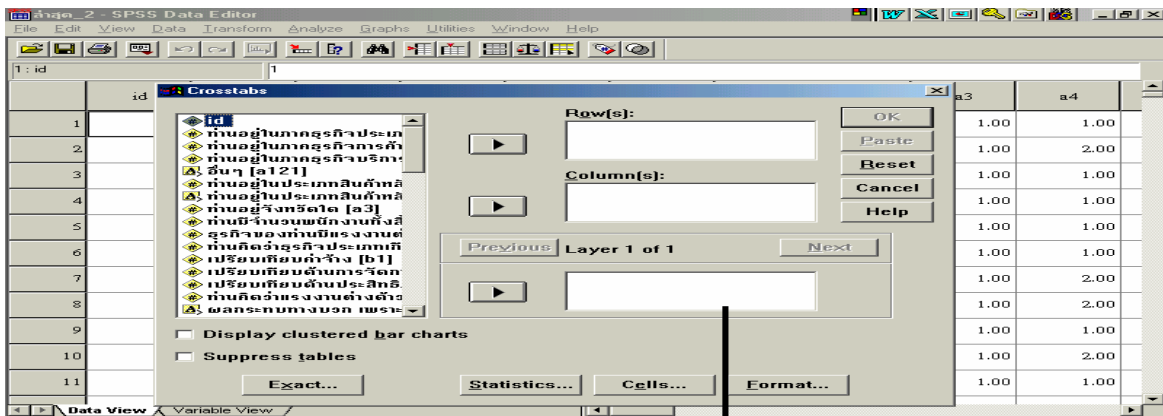 ล่าสุด_2 - SPSS Data Editor
File Edit View Data Transform Analyze Graphs Utilities Window Help
1 : id 1
id a3 a4
Crosstabs
id
ท่านอยู่ในภาคธุรกิจประเภ
ท่านอยู่ในภาคธุรกิจการค้า
ท่านอยู่ในภาคธุรกิจบริการ
อื่นๆ [a121]
ท่านอยู่ในประเภทสินค้าหลั
ท่านอยู่ในประเภทสินค้าหลั
ท่านอยู่จังหวัดใด [a3]
ท่านมีจำนวนพนักงานทั้งสิ้
ธุรกิจของท่านมีแรงงานต่
ท่านคิดว่าธุรกิจประเภทที่
เปรียบเทียบค่าจ้าง [b1]
เปรียบเทียบด้านการจัดก
เปรียบเทียบด้านประสิทธิ
ท่านคิดว่าแรงงานต่างด้าว
ผลกระทบทางบวก เพราะ
Row(s):
Column(s):
Previous Layer 1 of 1 Next
OK
Paste
Reset
Cancel
Help
Display clustered bar charts
Suppress tables
Exact... Statistics... Cells... Format...
1 1.00 1.00
2 1.00 2.00
3 1.00 1.00
4 1.00 1.00
5 1.00 1.00
6 1.00 1.00
7 1.00 2.00
8 1.00 2.00
9 1.00 1.00
10 1.00 2.00
11 1.00 1.00
Data View Variable View